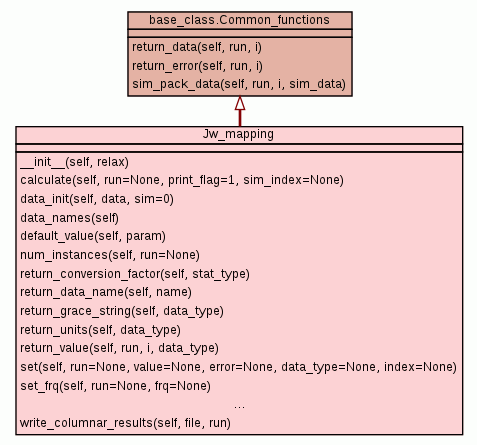 base_class.Common_functions
return_data(self, run, i)
return_error(self, run, i)
sim_pack_data(self, run, i, sim_data)
Jw_mapping
__init__(self, relax)
calculate(self, run=None, print_flag=1, sim_index=None)
data_init(self, data, sim=0)
data_names(self)
default_value(self, param)
num_instances(self, run=None)
return_conversion_factor(self, stat_type)
return_data_name(self, name)
return_grace_string(self, data_type)
return_units(self, data_type)
return_value(self, run, i, data_type)
set(self, run=None, value=None, error=None, data_type=None, index=None)
set_frq(self, run=None, frq=None)
...
write_columnar_results(self, file, run)